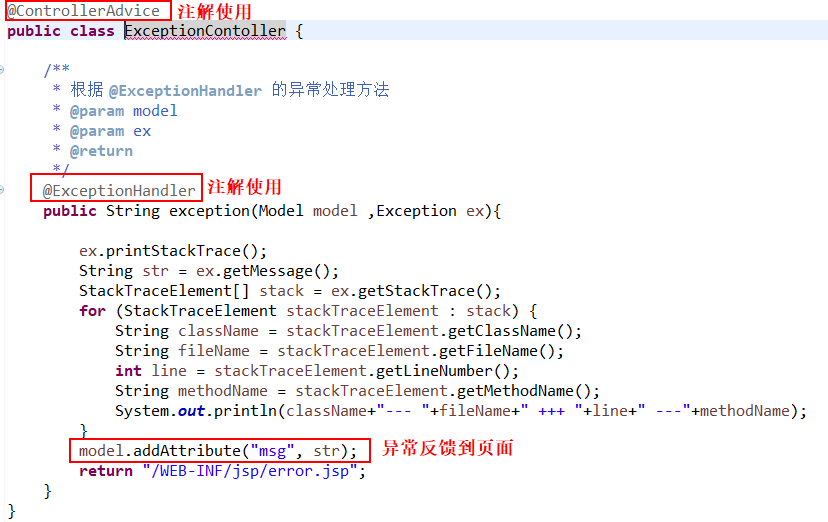 @ControllerAdvice 注解使用
public class ExceptionContoller {
/**
* 根据 @ExceptionHandler 的异常处理方法
* @param model
* @param ex
* @return
*/
@ExceptionHandler 注解使用
public String exception(Model model ,Exception ex){
ex.printStackTrace();
String str = ex.getMessage();
StackTraceElement[] stack = ex.getStackTrace();
for (StackTraceElement stackTraceElement : stack) {
String className = stackTraceElement.getClassName();
String fileName = stackTraceElement.getFileName();
int line = stackTraceElement.getLineNumber();
String methodName = stackTraceElement.getMethodName();
System.out.println(className+"--- "+fileName+" +++ "+line+" ---"+methodName);
}
model.addAttribute("msg", str); 异常反馈到页面
return "/WEB-INF/jsp/error.jsp";
}
}